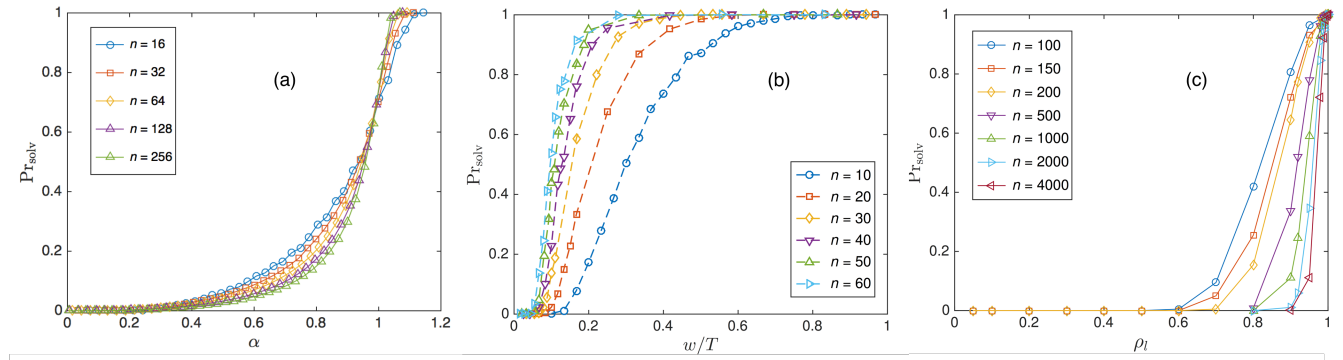 Pr_solv
1
0.8
0.6
0.4
0.2
0
n = 16
n = 32
n = 64
n = 128
n = 256
(a)
0 0.2 0.4 0.6 0.8 1 1.2
α
Pr_solv
1
0.8
0.6
0.4
0.2
0
(b)
n = 10
n = 20
n = 30
n = 40
n = 50
n = 60
0 0.2 0.4 0.6 0.8 1
w/T
Pr_solv
1
0.8
0.6
0.4
0.2
0
n = 100
n = 150
n = 200
n = 500
n = 1000
n = 2000
n = 4000
(c)
0 0.2 0.4 0.6 0.8 1
ρ_l